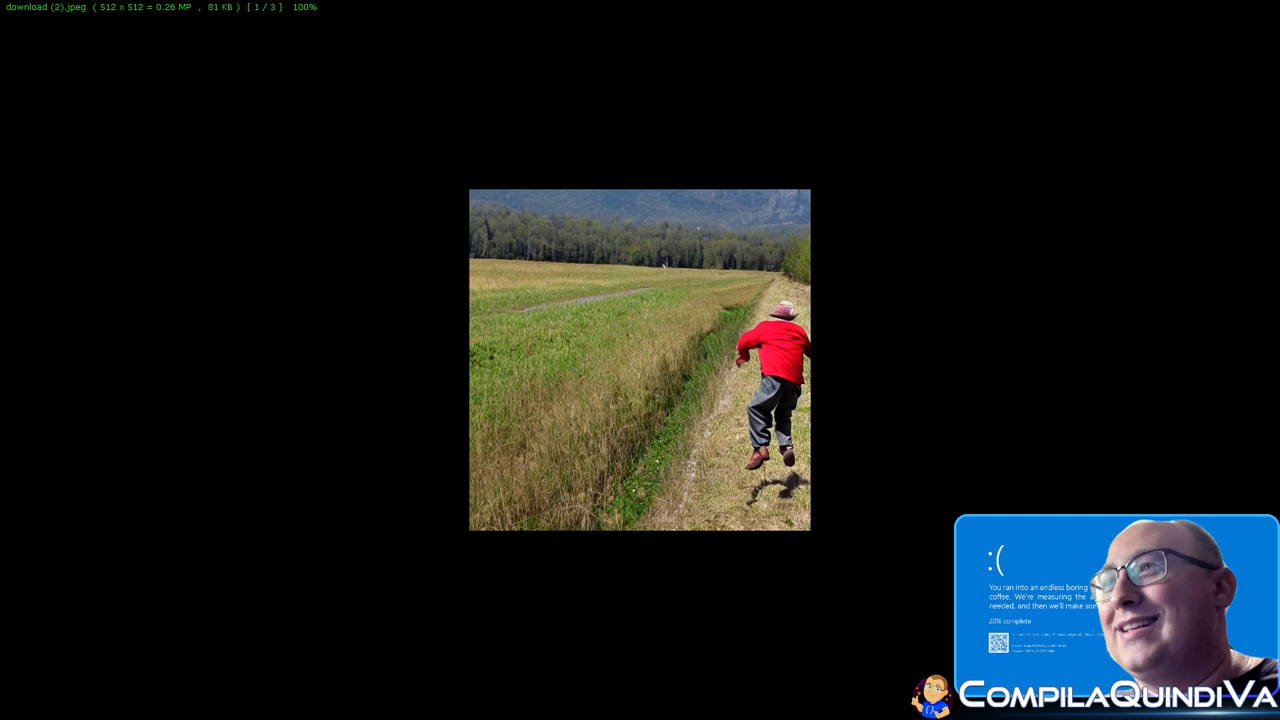 download (2).jpeg ( 512 x 512 = 0.26 MP , 81 KB ) [ 1 / 3 ] 100%
:(
You ran into an endless boring
coffee. We're measuring the
needed, and then we'll make
20% complete
COMPILAQUINDIVA